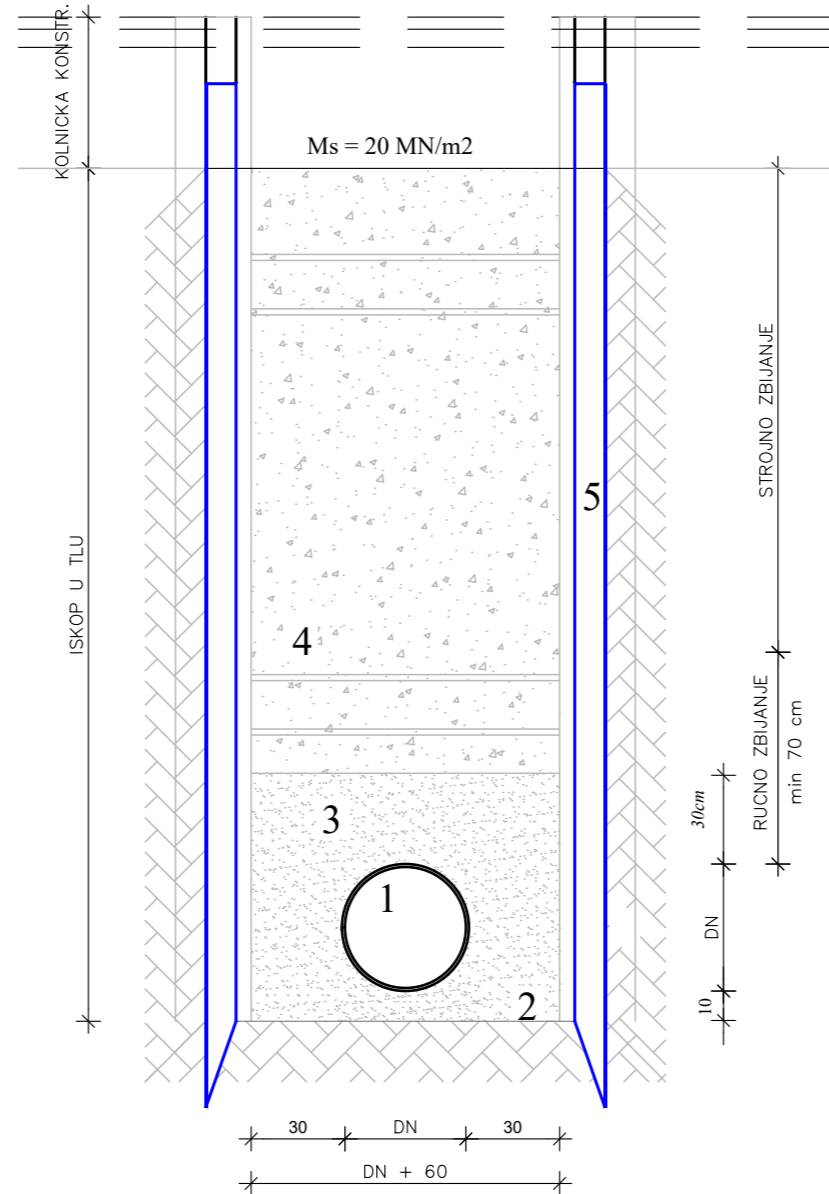 KOLNICKA KONSTR.
Ms = 20 MN/m2
ISKOP U TLU
STROJNO ZBIJANJE
5
4
RUCNO ZBIJANJE
min 70 cm
30cm
3
1
DN
2
10
30 DN 30
DN + 60